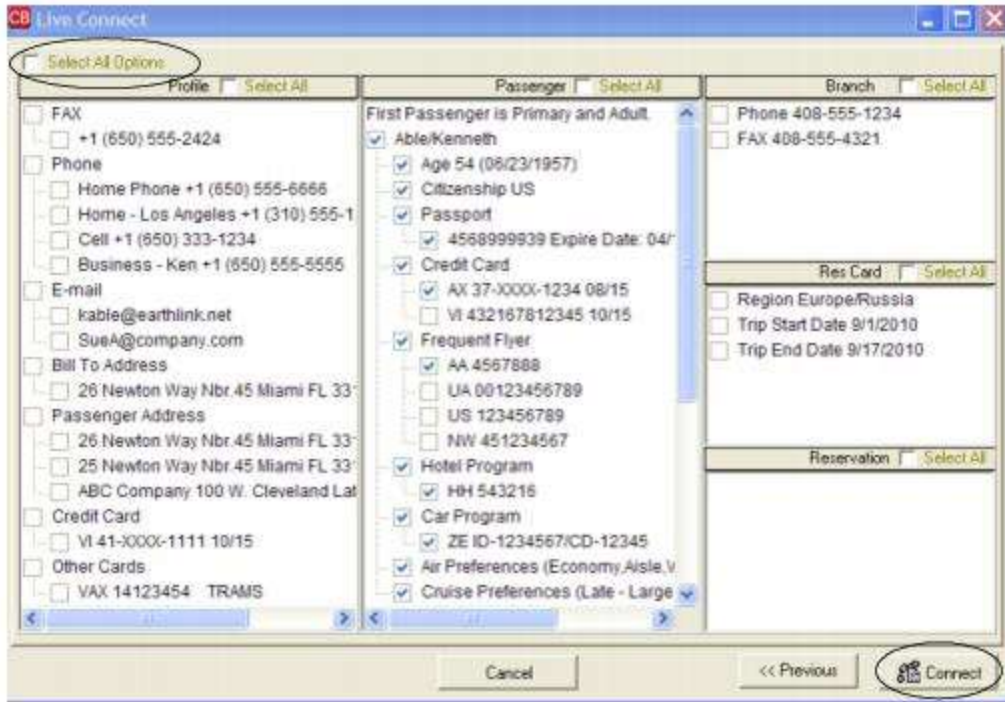 CB Live Connect
Select All Options
Profile Select All
FAX
+1 (650) 555-2424
Phone
Home Phone +1 (650) 555-6666
Home - Los Angeles +1 (310) 555-1
Cell +1 (650) 333-1234
Business - Ken +1 (650) 555-5555
E-mail
kable@earthlink.net
SueA@company.com
Bill To Address
26 Newton Way Nbr.45 Miami FL 33
Passenger Address
26 Newton Way Nbr.45 Miami FL 33
25 Newton Way Nbr.45 Miami FL 33
ABC Company 100 W. Cleveland Lat
Credit Card
VI 41-XXXX-1111 10/15
Other Cards
VAX 14123454 TRAMS
Passenger Select All
First Passenger is Primary and Adult.
Able/Kenneth
Age 54 (06/23/1957)
Citizenship US
Passport
4568999939 Expire Date: 04/
Credit Card
AX 37-XXXX-1234 08/15
VI 432167812345 10/15
Frequent Flyer
AA 4567888
UA 00123456789
US 123456789
NW 451234567
Hotel Program
HH 543216
Car Program
ZE ID-1234567/CD-12345
Air Preferences (Economy,Aisle,V
Cruise Preferences (Late - Large
Branch Select All
Phone 408-555-1234
FAX 408-555-4321
Res Card Select All
Region Europe/Russia
Trip Start Date 9/1/2010
Trip End Date 9/17/2010
Reservation Select All
Cancel
<< Previous
Connect